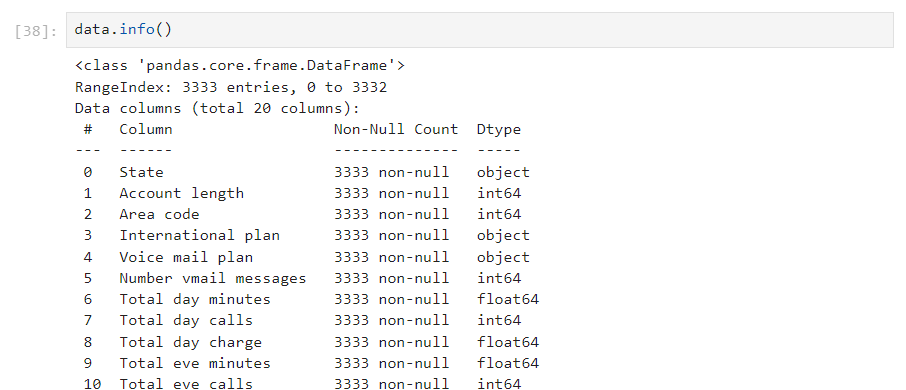 [38]: data.info()
<class 'pandas.core.frame.DataFrame'>
RangeIndex: 3333 entries, 0 to 3332
Data columns (total 20 columns):
 #   Column                  Non-Null Count  Dtype
---  ------                  --------------  -----
 0   State                   3333 non-null   object
 1   Account length          3333 non-null   int64
 2   Area code               3333 non-null   int64
 3   International plan      3333 non-null   object
 4   Voice mail plan         3333 non-null   object
 5   Number vmail messages   3333 non-null   int64
 6   Total day minutes       3333 non-null   float64
 7   Total day calls         3333 non-null   int64
 8   Total day charge        3333 non-null   float64
 9   Total eve minutes       3333 non-null   float64
 10  Total eve calls         3333 non-null   int64